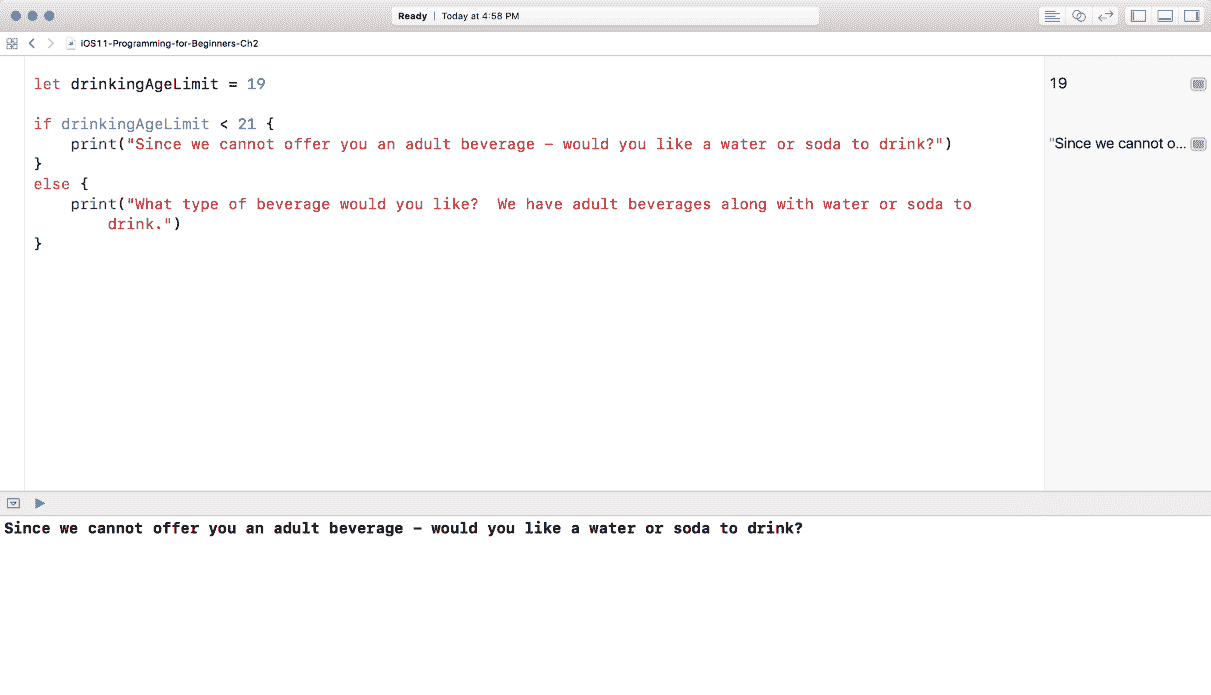 Ready | Today at 4:58 PM
iOS11-Programming-for-Beginners-Ch2
let drinkingAgeLimit = 19
19
if drinkingAgeLimit < 21 {
print("Since we cannot offer you an adult beverage – would you like a water or soda to drink?")
"Since we cannot o...
}
else {
print("What type of beverage would you like?  We have adult beverages along with water or soda to
drink.")
}
Since we cannot offer you an adult beverage – would you like a water or soda to drink?